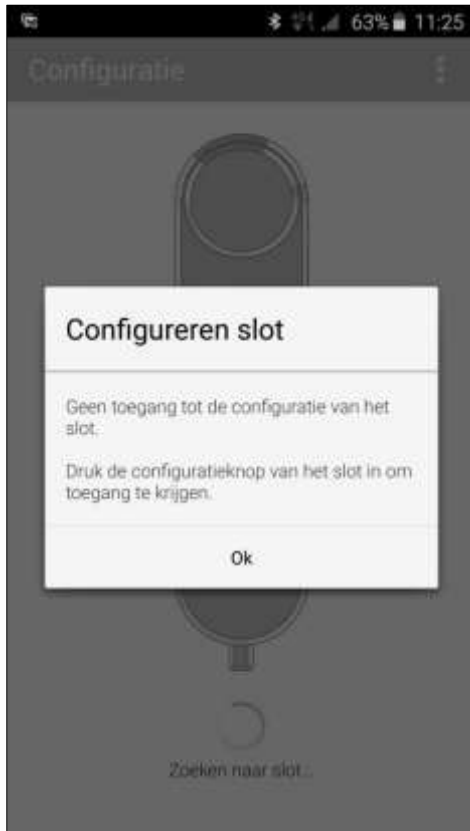 63% 11:25
Configuratie
Configureren slot
Geen toegang tot de configuratie van het
slot.
Druk de configuratieknop van het slot in om
toegang te krijgen.
Ok
Zoeken naar slot...